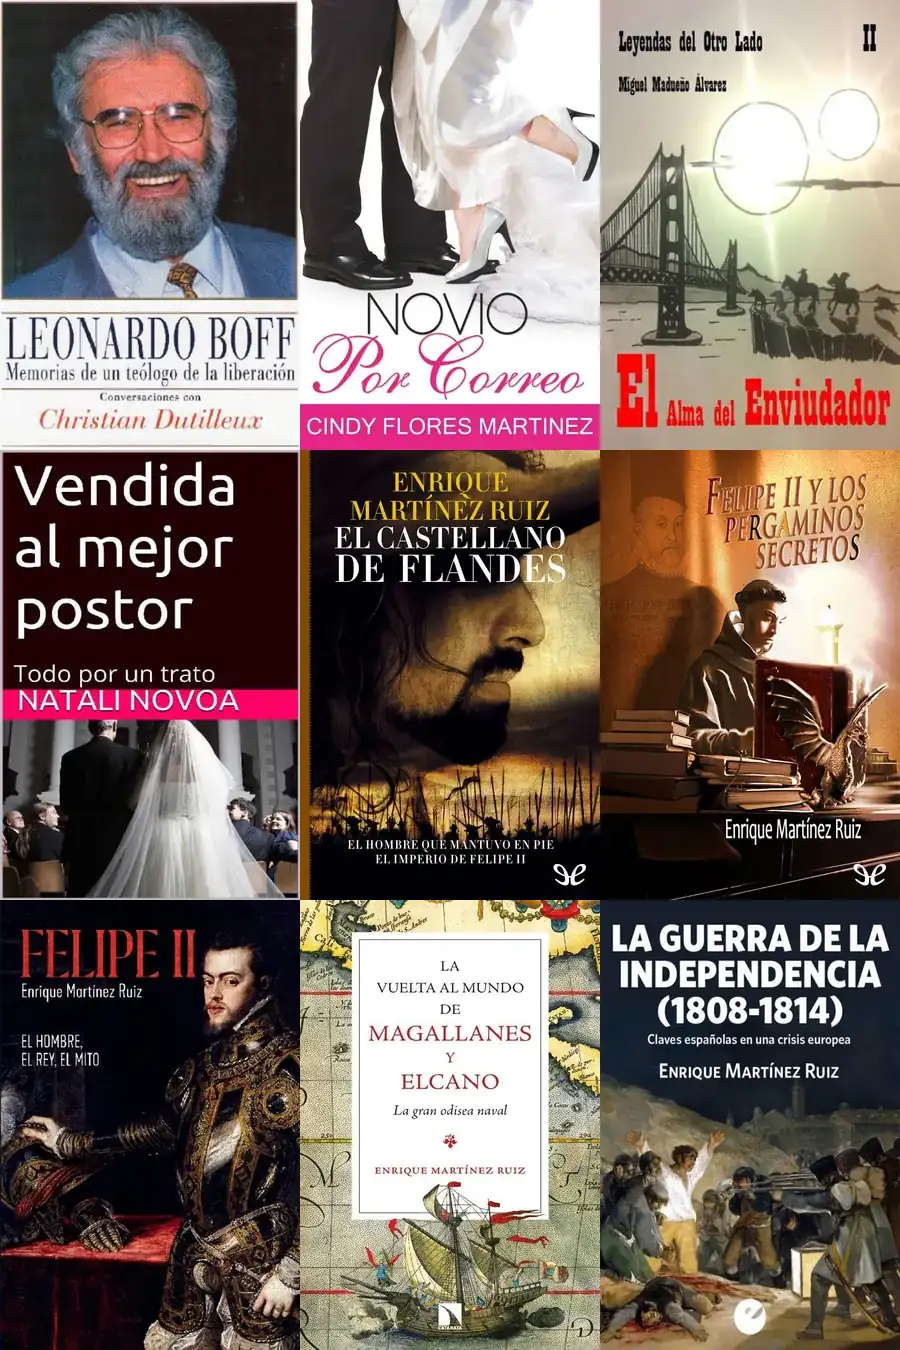 LEONARDO BOFF
Memorias de un teólogo de la liberación
Conversaciones con
Christian Dutilleux
NOVIO
Por Correo
CINDY FLORES MARTINEZ
Leyendas del Otro Lado II
Miguel Madueño Álvarez
El Alma del Enviudador
Vendida
al mejor
postor
Todo por un trato
NATALI NOVOA
ENRIQUE
MARTÍNEZ RUIZ
EL CASTELLANO
DE FLANDES
EL HOMBRE QUE MANTUVO EN PIE
EL IMPERIO DE FELIPE II
FELIPE II Y LOS
PERGAMINOS
SECRETOS
Enrique Martínez Ruiz
FELIPE II
Enrique Martínez Ruiz
EL HOMBRE,
EL REY, EL MITO
LA
VUELTA AL MUNDO
DE
MAGALLANES
Y
ELCANO
La gran odisea naval
ENRIQUE MARTÍNEZ RUIZ
CATARATA
LA GUERRA DE LA
INDEPENDENCIA
(1808-1814)
Claves españolas en una crisis europea
ENRIQUE MARTÍNEZ RUIZ
e